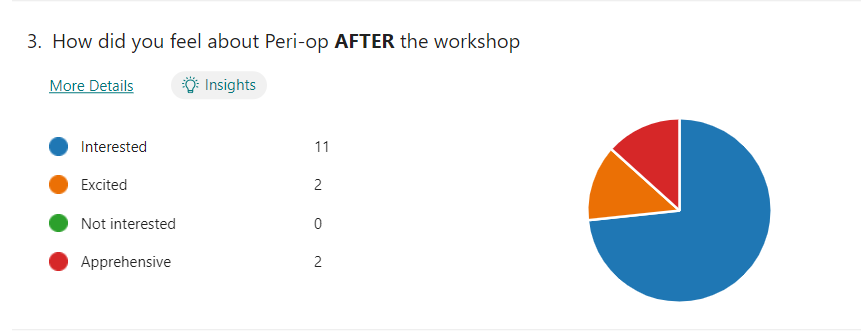 3. How did you feel about Peri-op AFTER the workshop
More Details
Insights
Interested 11
Excited 2
Not interested 0
Apprehensive 2